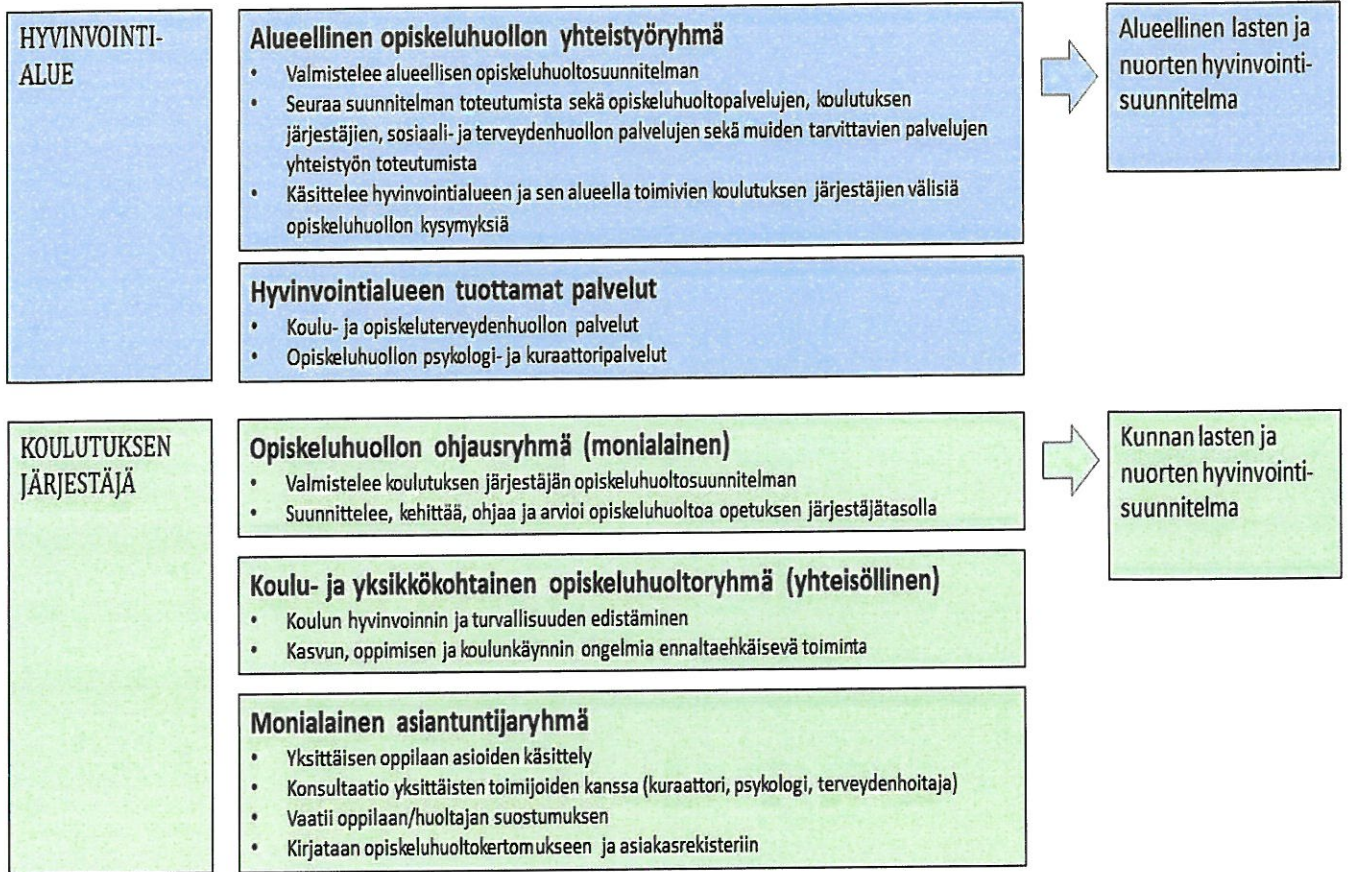 HYVINVOINTI-
ALUE
Alueellinen opiskeluhuollon yhteistyöryhmä
• Valmistelee alueellisen opiskeluhuoltosuunnitelman
• Seuraa suunnitelman toteutumista sekä opiskeluhuoltopalvelujen, koulutuksen
järjestäjien, sosiaali- ja terveydenhuollon palvelujen sekä muiden tarvittavien palvelujen
yhteistyön toteutumista
• Käsittelee hyvinvointialueen ja sen alueella toimivien koulutuksen järjestäjien välisiä
opiskeluhuollon kysymyksiä
Alueellinen lasten ja
nuorten hyvinvointi-
suunnitelma
Hyvinvointialueen tuottamat palvelut
• Koulu- ja opiskeluterveydenhuollon palvelut
• Opiskeluhuollon psykologi- ja kuraattoripalvelut
KOULUTUKSEN
JÄRJESTÄJÄ
Opiskeluhuollon ohjausryhmä (monialainen)
• Valmistelee koulutuksen järjestäjän opiskeluhuoltosuunnitelman
• Suunnittelee, kehittää, ohjaa ja arvioi opiskeluhuoltoa opetuksen järjestäjätasolla
Kunnan lasten ja
nuorten hyvinvointi-
suunnitelma
Koulu- ja yksikkökohtainen opiskeluhuoltoryhmä (yhteisöllinen)
• Koulun hyvinvoinnin ja turvallisuuden edistäminen
• Kasvun, oppimisen ja koulunkäynnin ongelmia ennaltaehkäisevä toiminta
Monialainen asiantuntijaryhmä
• Yksittäisen oppilaan asioiden käsittely
• Konsultaatio yksittäisten toimijoiden kanssa (kuraattori, psykologi, terveydenhoitaja)
• Vaatii oppilaan/huoltajan suostumuksen
• Kirjataan opiskeluhuoltokertomukseen ja asiakasrekisteriin